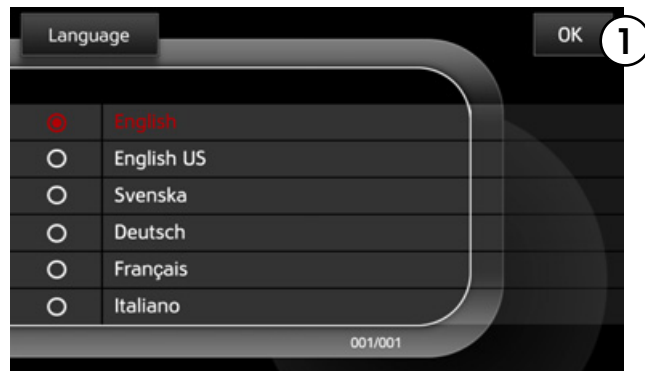 Language
OK
1
English
English US
Svenska
Deutsch
Français
Italiano
001/001